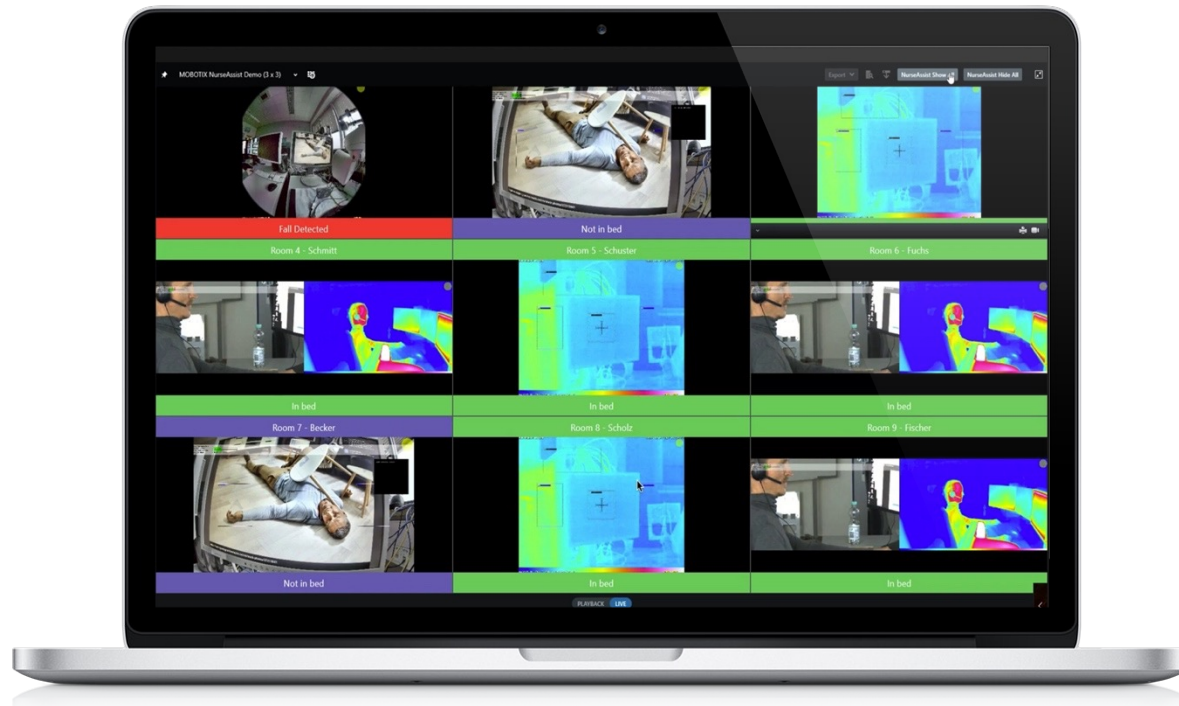 MOBOTIX NurseAssist Demo (3 x 3)
Export
NurseAssist Show
NurseAssist Hide All
Fall Detected
Not in bed
Room 4 - Schmitt
Room 5 - Schuster
Room 6 - Fuchs
In bed
In bed
In bed
Room 7 - Becker
Room 8 - Scholz
Room 9 - Fischer
Not in bed
In bed
In bed
PLAYBACK
LIVE